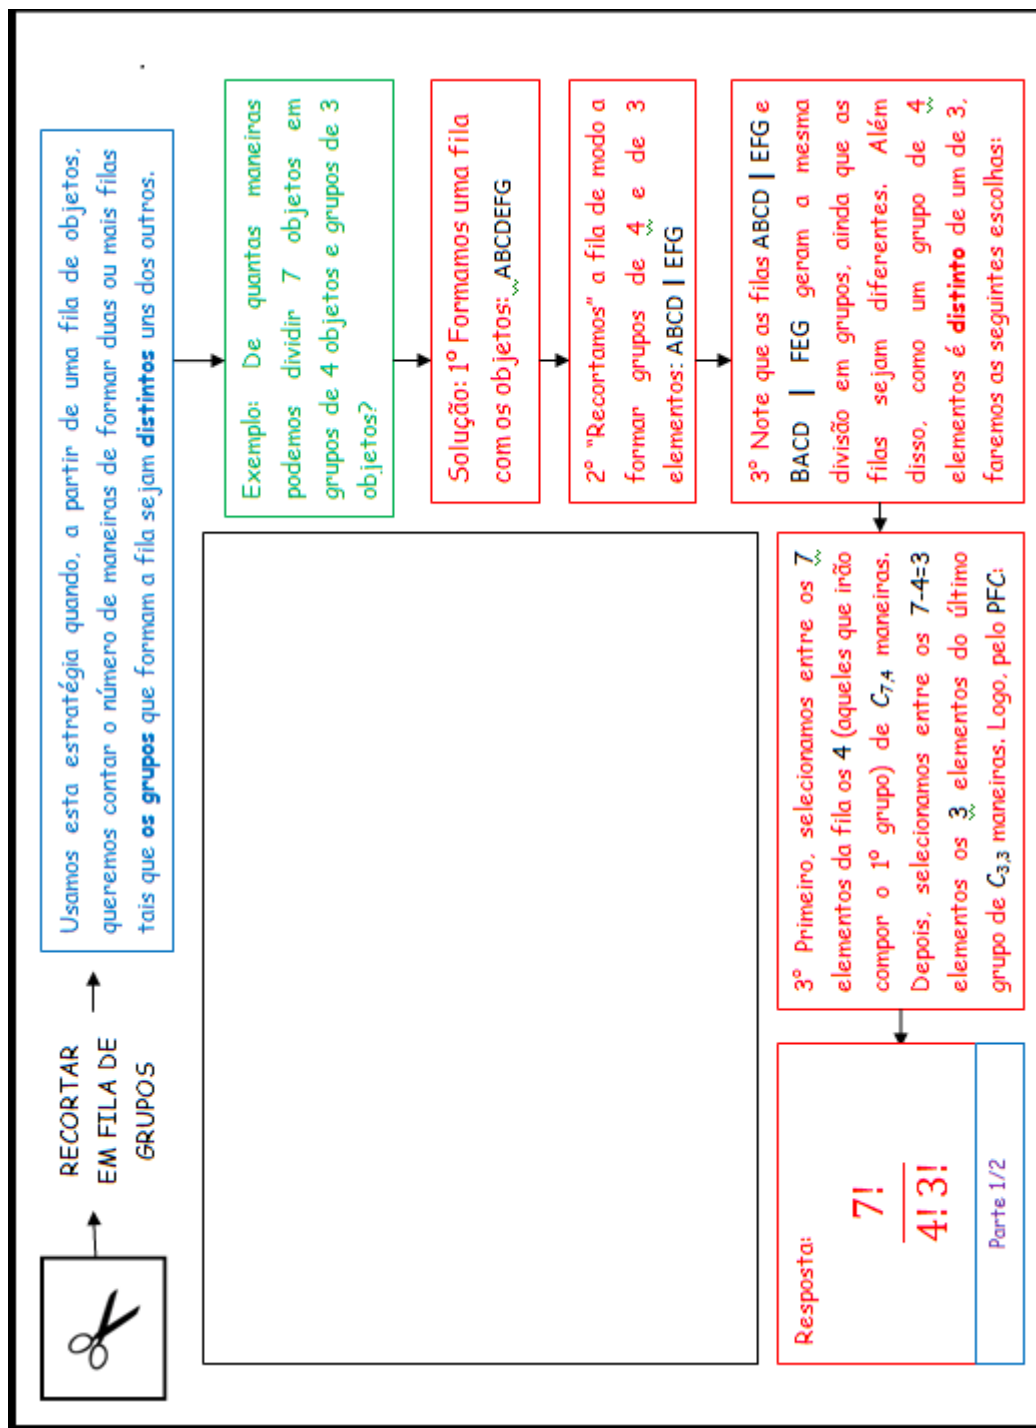 RECORTAR
EM FILA DE
GRUPOS
Usamos esta estratégia quando, a partir de uma fila de objetos,
queremos contar o número de maneiras de formar duas ou mais filas
tais que os grupos que formam a fila sejam distintos uns dos outros.
Exemplo: De quantas maneiras
podemos dividir 7 objetos em
grupos de 4 objetos e grupos de 3
objetos?
Solução: 1º Formamos uma fila
com os objetos: ABCDEFG
2º "Recortamos" a fila de modo a
formar grupos de 4 e de 3
elementos: ABCD | EFG
3º Note que as filas ABCD | EFG e
BACD | FEG geram a mesma
divisão em grupos, ainda que as
filas sejam diferentes. Além
disso, como um grupo de 4
elementos é distinto de um de 3,
faremos as seguintes escolhas:
3º Primeiro, selecionamos entre os 7
elementos da fila os 4 (aqueles que irão
compor o 1º grupo) de C7,4 maneiras.
Depois, selecionamos entre os 7-4=3
elementos os 3 elementos do último
grupo de C3,3 maneiras. Logo, pelo PFC:
Resposta:
7!
4! 3!
Parte 1/2